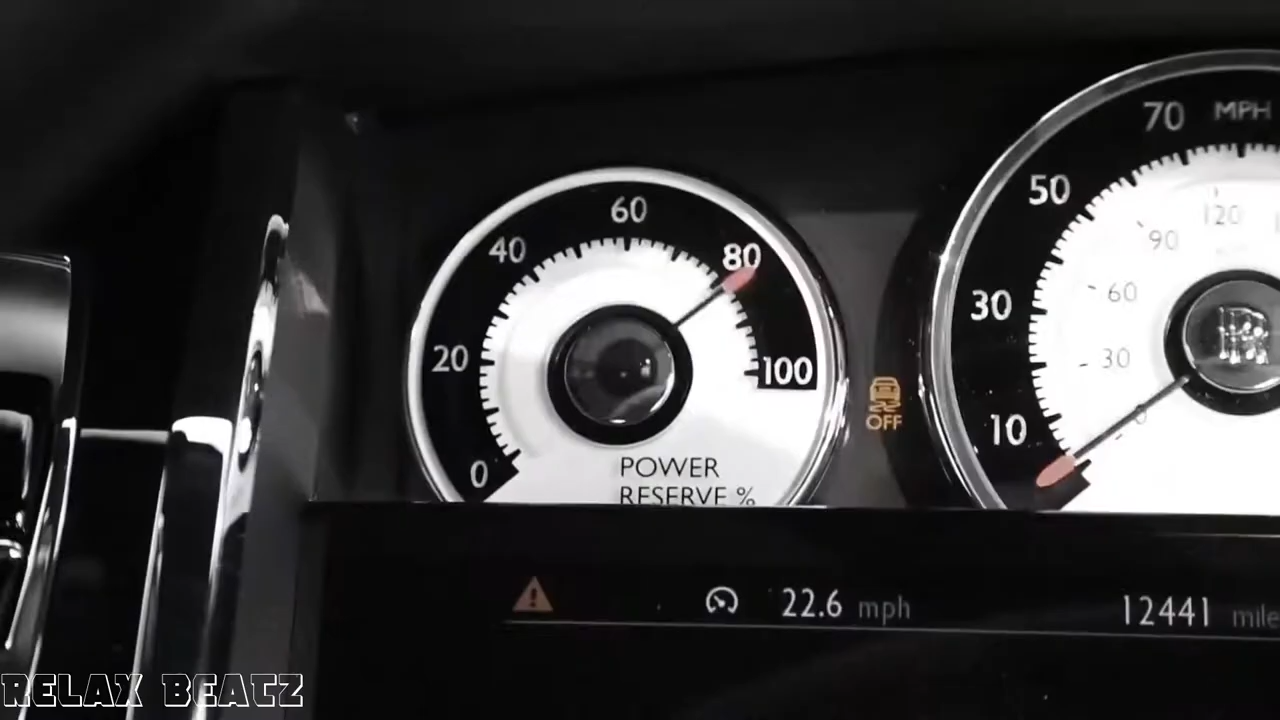 0
20
40
60
80
100
POWER
RESERVE %
OFF
10
30
50
70
MPH
0
30
60
90
120
R
22.6 mph
12441 mile
RELAX BEATZ